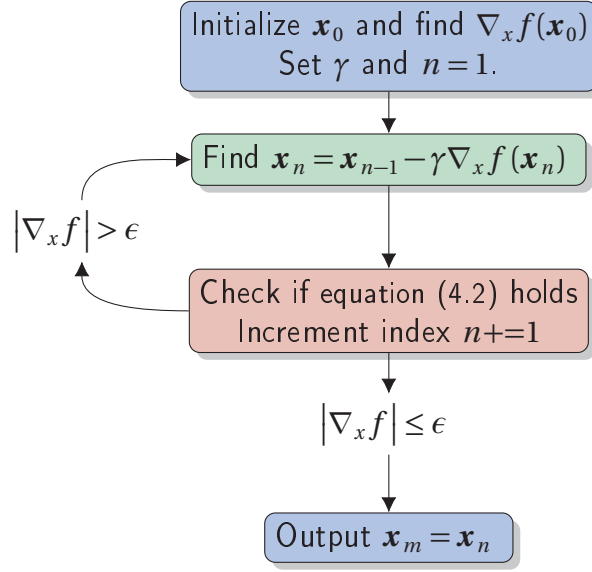 Initialize 𝒙₀ and find ∇ₓf(𝒙₀)
Set γ and n = 1.
Find 𝒙ₙ = 𝒙ₙ₋₁ − γ∇ₓf(𝒙ₙ)
|∇ₓf| > ϵ
Check if equation (4.2) holds
Increment index n+=1
|∇ₓf| ≤ ϵ
Output 𝒙ₘ = 𝒙ₙ